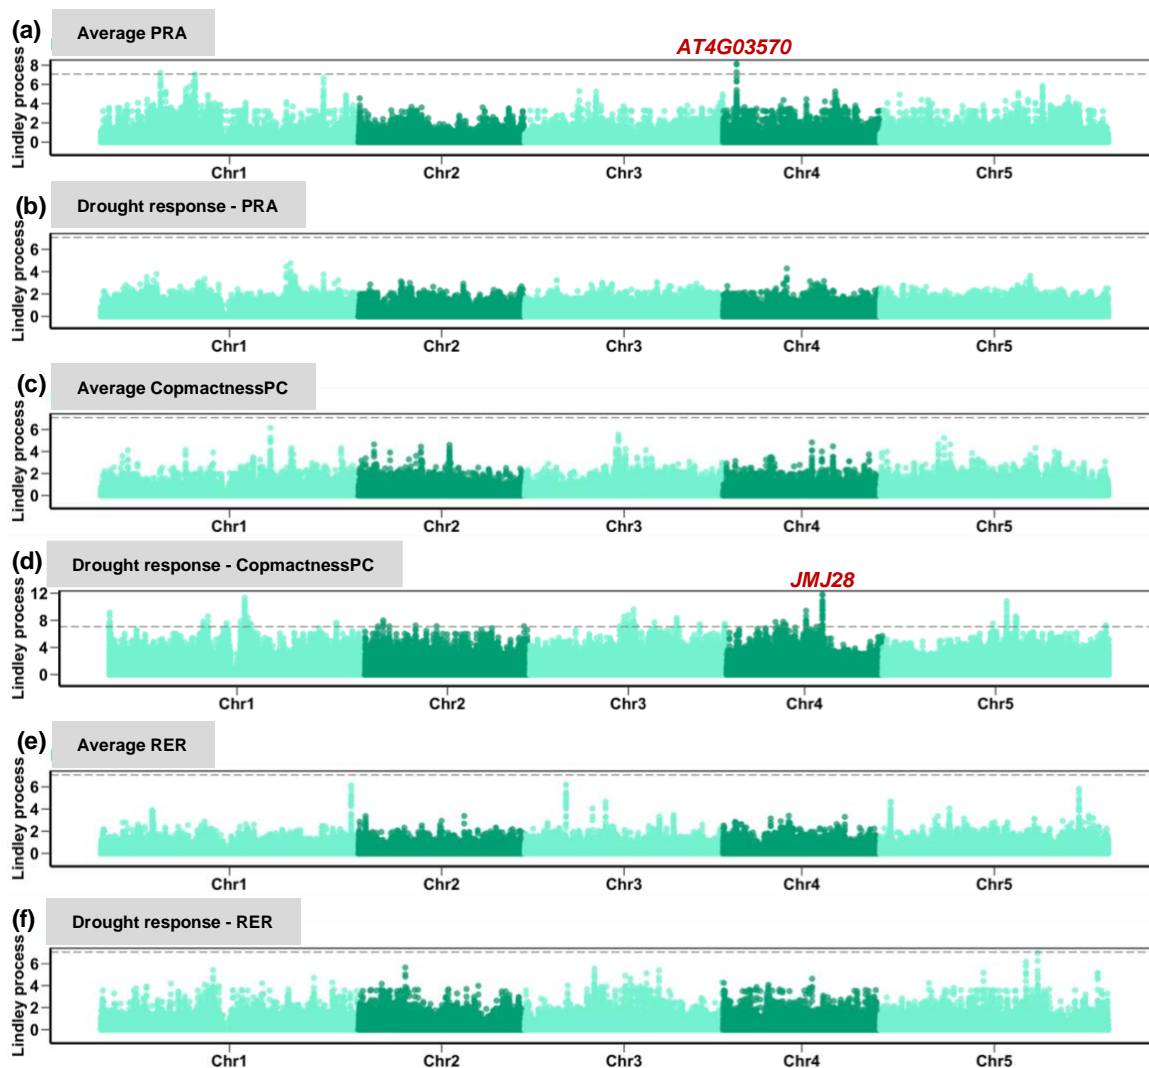 (a) Average PRA
AT4G03570
Lindley process
8
6
4
2
0
Chr1 Chr2 Chr3 Chr4 Chr5
(b) Drought response - PRA
Lindley process
6
4
2
0
Chr1 Chr2 Chr3 Chr4 Chr5
(c) Average CopmactnessPC
Lindley process
6
4
2
0
Chr1 Chr2 Chr3 Chr4 Chr5
(d) Drought response - CopmactnessPC
JMJ28
Lindley process
12
8
4
0
Chr1 Chr2 Chr3 Chr4 Chr5
(e) Average RER
Lindley process
6
4
2
0
Chr1 Chr2 Chr3 Chr4 Chr5
(f) Drought response - RER
Lindley process
6
4
2
0
Chr1 Chr2 Chr3 Chr4 Chr5